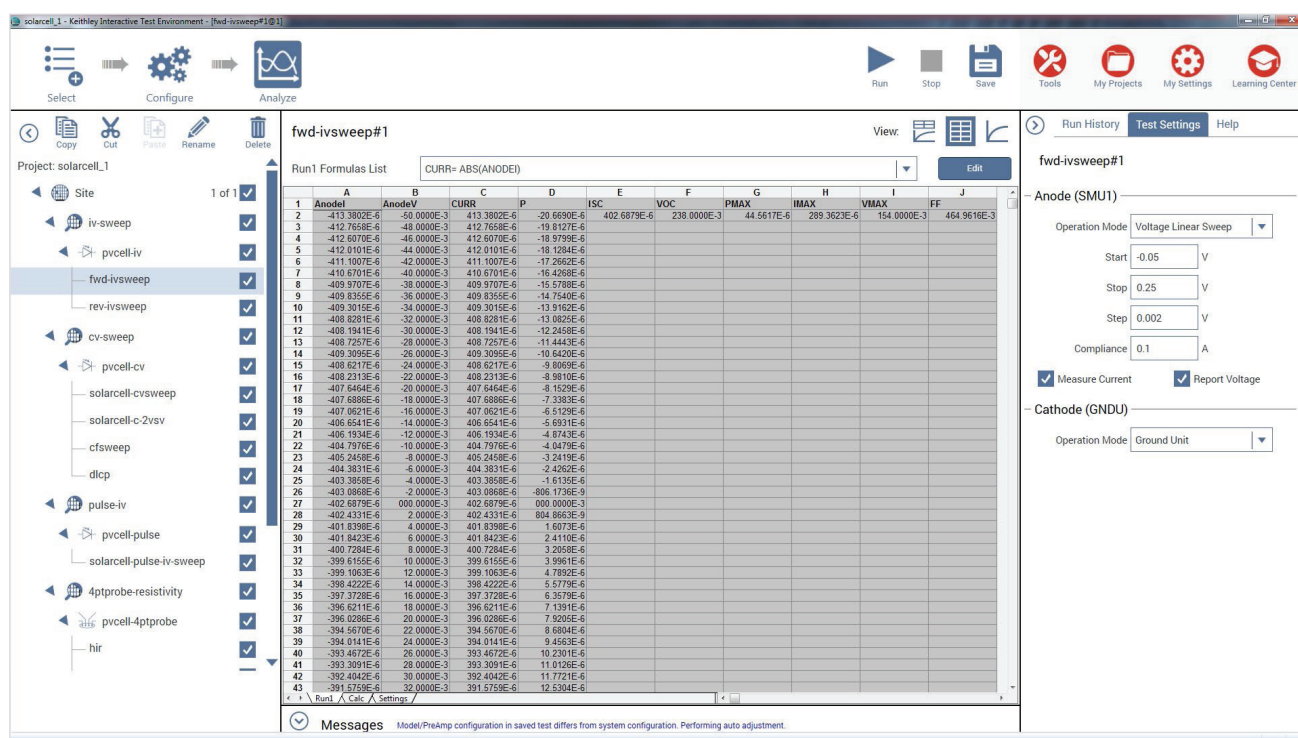 solarcell_1 - Keithley Interactive Test Environment - [fwd-ivsweep#1@1]
Select Configure Analyze Run Stop Save Tools My Projects My Settings Learning Center
Copy Cut Paste Rename Delete
Project: solarcell_1
Site 1 of 1
iv-sweep
pvcell-iv
fwd-ivsweep
rev-ivsweep
cv-sweep
pvcell-cv
solarcell-cvsweep
solarcell-c-2vsv
cfsweep
dlcp
pulse-iv
pvcell-pulse
solarcell-pulse-iv-sweep
4ptprobe-resistivity
pvcell-4ptprobe
hir
fwd-ivsweep#1 View:
Run1 Formulas List CURR= ABS(ANODEI) Edit
A B C D E F G H I J
1 AnodeI AnodeV CURR P ISC VOC PMAX IMAX VMAX FF
2 -413.3802E-6 -50.0000E-3 413.3802E-6 -20.6690E-6 402.6879E-6 238.0000E-3 44.5617E-6 289.3623E-6 154.0000E-3 464.9616E-3
3 -412.7658E-6 -48.0000E-3 412.7658E-6 -19.8127E-6
4 -412.6070E-6 -46.0000E-3 412.6070E-6 -18.9799E-6
5 -412.0101E-6 -44.0000E-3 412.0101E-6 -18.1284E-6
6 -411.1007E-6 -42.0000E-3 411.1007E-6 -17.2662E-6
7 -410.6701E-6 -40.0000E-3 410.6701E-6 -16.4268E-6
8 -409.9707E-6 -38.0000E-3 409.9707E-6 -15.5788E-6
9 -409.8355E-6 -36.0000E-3 409.8355E-6 -14.7540E-6
10 -409.3015E-6 -34.0000E-3 409.3015E-6 -13.9162E-6
11 -408.8281E-6 -32.0000E-3 408.8281E-6 -13.0825E-6
12 -408.1941E-6 -30.0000E-3 408.1941E-6 -12.2458E-6
13 -408.7257E-6 -28.0000E-3 408.7257E-6 -11.4443E-6
14 -409.3095E-6 -26.0000E-3 409.3095E-6 -10.6420E-6
15 -408.6217E-6 -24.0000E-3 408.6217E-6 -9.8069E-6
16 -408.2313E-6 -22.0000E-3 408.2313E-6 -8.9810E-6
17 -407.6464E-6 -20.0000E-3 407.6464E-6 -8.1529E-6
18 -407.6886E-6 -18.0000E-3 407.6886E-6 -7.3383E-6
19 -407.0621E-6 -16.0000E-3 407.0621E-6 -6.5129E-6
20 -406.6541E-6 -14.0000E-3 406.6541E-6 -5.6931E-6
21 -406.1934E-6 -12.0000E-3 406.1934E-6 -4.8743E-6
22 -404.7976E-6 -10.0000E-3 404.7976E-6 -4.0479E-6
23 -405.2458E-6 -8.0000E-3 405.2458E-6 -3.2419E-6
24 -404.3831E-6 -6.0000E-3 404.3831E-6 -2.4262E-6
25 -403.3858E-6 -4.0000E-3 403.3858E-6 -1.6135E-6
26 -403.0868E-6 -2.0000E-3 403.0868E-6 -806.1736E-9
27 -402.6879E-6 000.0000E-3 402.6879E-6 000.0000E-3
28 -402.4331E-6 2.0000E-3 402.4331E-6 804.8663E-9
29 -401.8398E-6 4.0000E-3 401.8398E-6 1.6073E-6
30 -401.8423E-6 6.0000E-3 401.8423E-6 2.4110E-6
31 -400.7284E-6 8.0000E-3 400.7284E-6 3.2058E-6
32 -399.6155E-6 10.0000E-3 399.6155E-6 3.9961E-6
33 -399.1063E-6 12.0000E-3 399.1063E-6 4.7892E-6
34 -398.4222E-6 14.0000E-3 398.4222E-6 5.5779E-6
35 -397.3728E-6 16.0000E-3 397.3728E-6 6.3579E-6
36 -396.6211E-6 18.0000E-3 396.6211E-6 7.1391E-6
37 -396.0286E-6 20.0000E-3 396.0286E-6 7.9205E-6
38 -394.5670E-6 22.0000E-3 394.5670E-6 8.6804E-6
39 -394.0141E-6 24.0000E-3 394.0141E-6 9.4563E-6
40 -393.4672E-6 26.0000E-3 393.4672E-6 10.2301E-6
41 -393.3091E-6 28.0000E-3 393.3091E-6 11.0126E-6
42 -392.4042E-6 30.0000E-3 392.4042E-6 11.7721E-6
43 -391.5759E-6 32.0000E-3 391.5759E-6 12.5304E-6
Run1 Calc Settings
Messages Model/PreAmp configuration in saved test differs from system configuration. Performing auto adjustment.
Run History Test Settings Help
fwd-ivsweep#1
Anode (SMU1)
Operation Mode Voltage Linear Sweep
Start -0.05 V
Stop 0.25 V
Step 0.002 V
Compliance 0.1 A
Measure Current Report Voltage
Cathode (GNDU)
Operation Mode Ground Unit